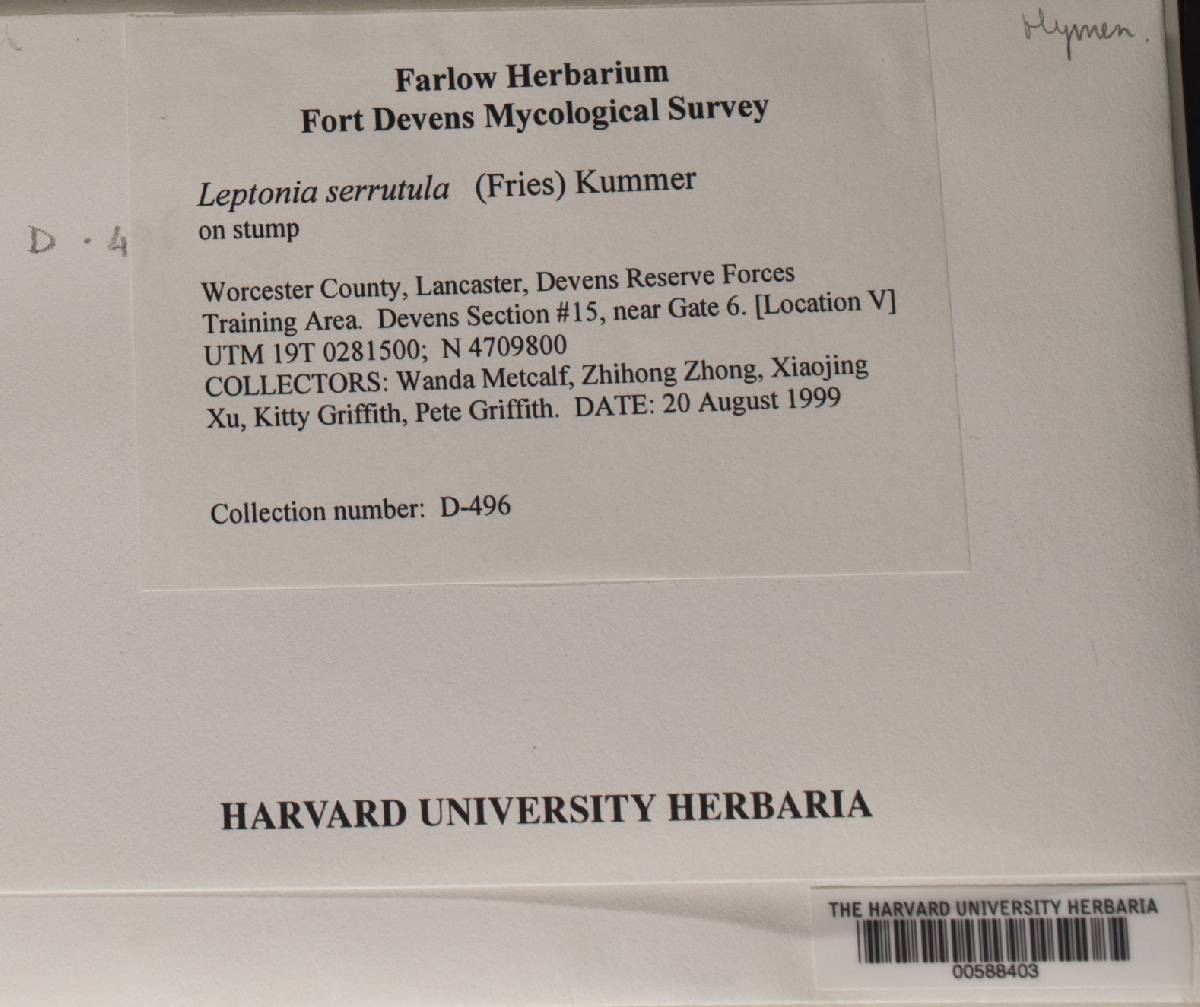 Hymen.
Farlow Herbarium
Fort Devens Mycological Survey
Leptonia serrutula (Fries) Kummer
on stump
D · 4
Worcester County, Lancaster, Devens Reserve Forces
Training Area. Devens Section #15, near Gate 6. [Location V]
UTM 19T 0281500; N 4709800
COLLECTORS: Wanda Metcalf, Zhihong Zhong, Xiaojing
Xu, Kitty Griffith, Pete Griffith. DATE: 20 August 1999
Collection number: D-496
HARVARD UNIVERSITY HERBARIA
THE HARVARD UNIVERSITY HERBARIA
00588403